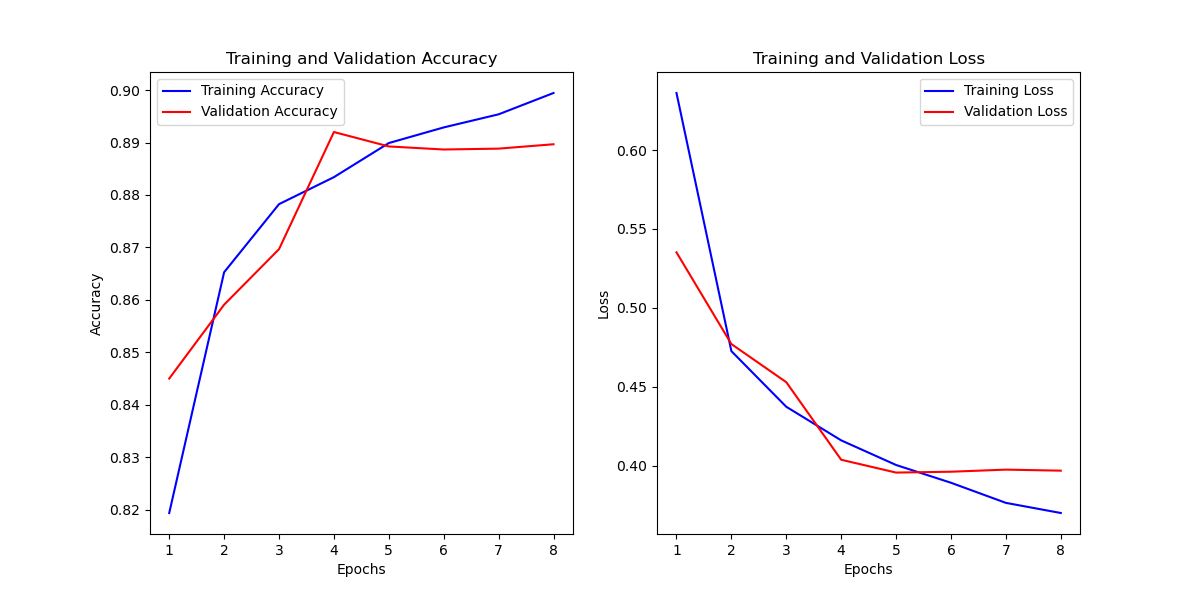 Training and Validation Accuracy
Training Accuracy
Validation Accuracy
0.90
0.89
0.88
0.87
0.86
0.85
0.84
0.83
0.82
Accuracy
1 2 3 4 5 6 7 8
Epochs
Training and Validation Loss
Training Loss
Validation Loss
0.60
0.55
0.50
0.45
0.40
Loss
1 2 3 4 5 6 7 8
Epochs